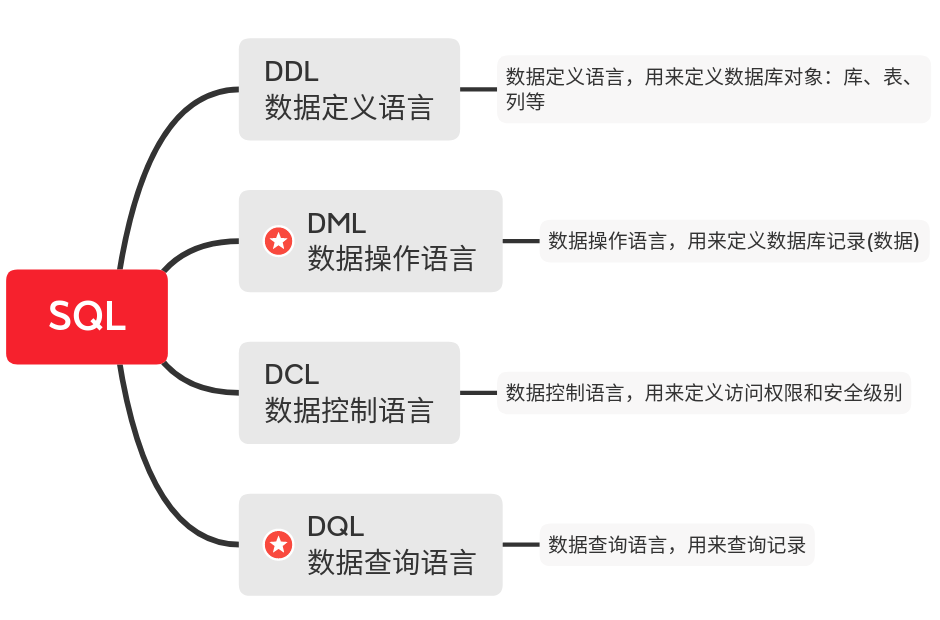 DDL
数据定义语言
数据定义语言，用来定义数据库对象：库、表、
列等
DML
数据操作语言
数据操作语言，用来定义数据库记录(数据)
SQL
DCL
数据控制语言
数据控制语言，用来定义访问权限和安全级别
DQL
数据查询语言
数据查询语言，用来查询记录